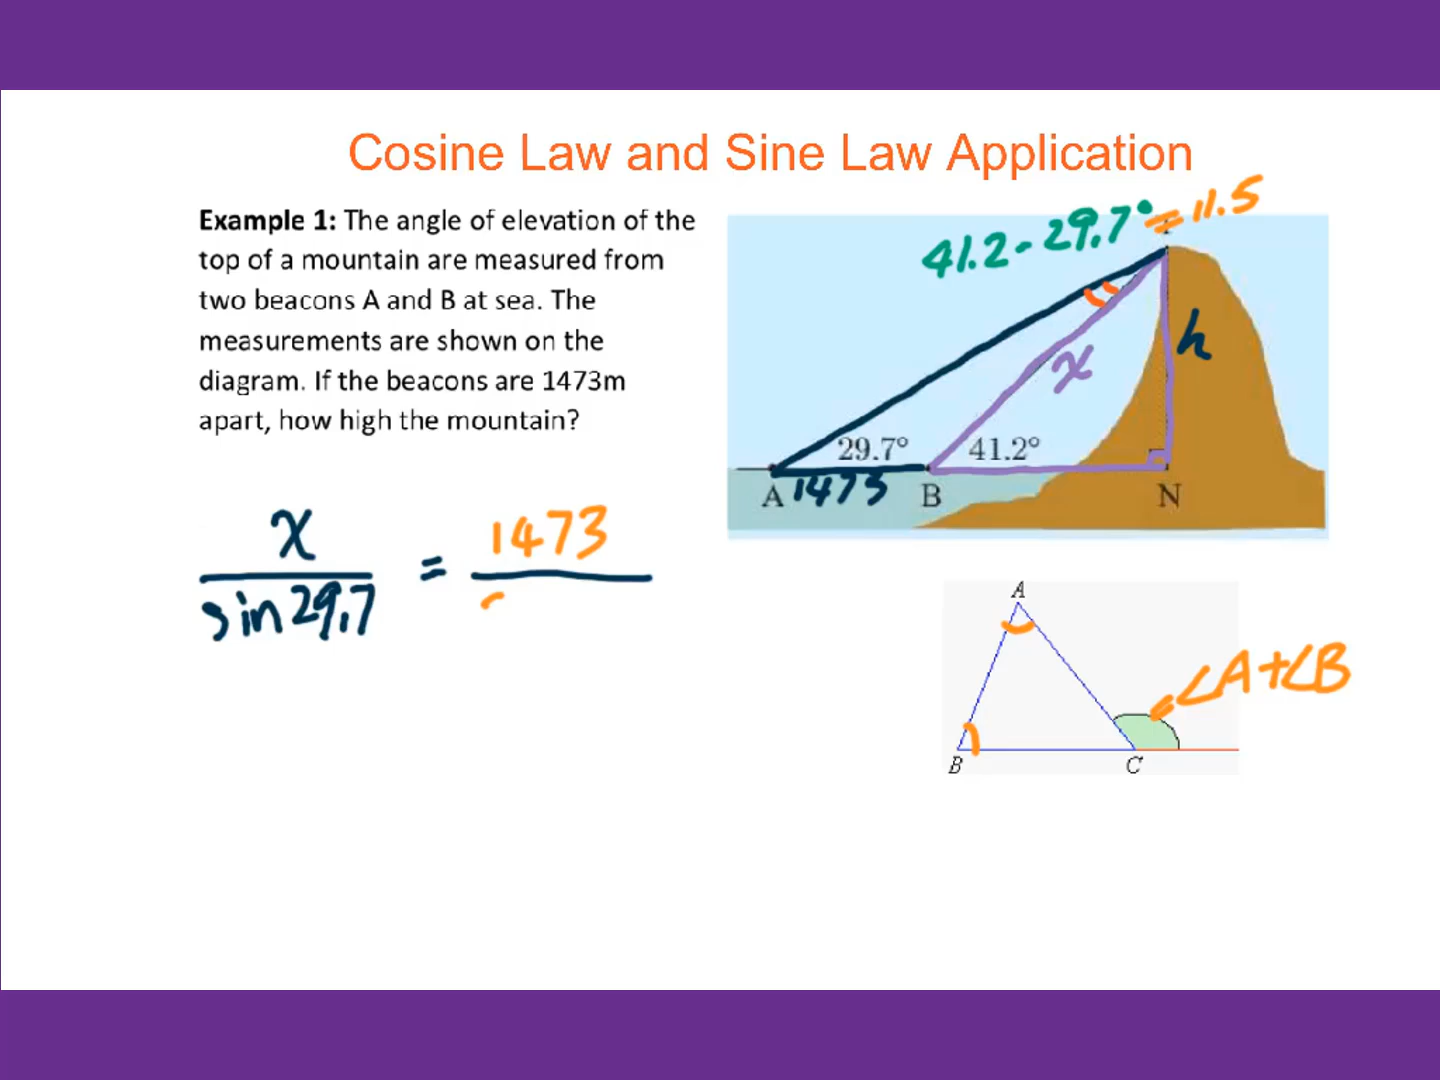 Cosine Law and Sine Law Application
Example 1: The angle of elevation of the
top of a mountain are measured from
two beacons A and B at sea. The
measurements are shown on the
diagram. If the beacons are 1473m
apart, how high the mountain?
41.2 - 29.7° = 11.5
h
x
29.7°
41.2°
A
1473
B
N
x
sin 29.7
=
1473
A
= ∠A+∠B
B
C